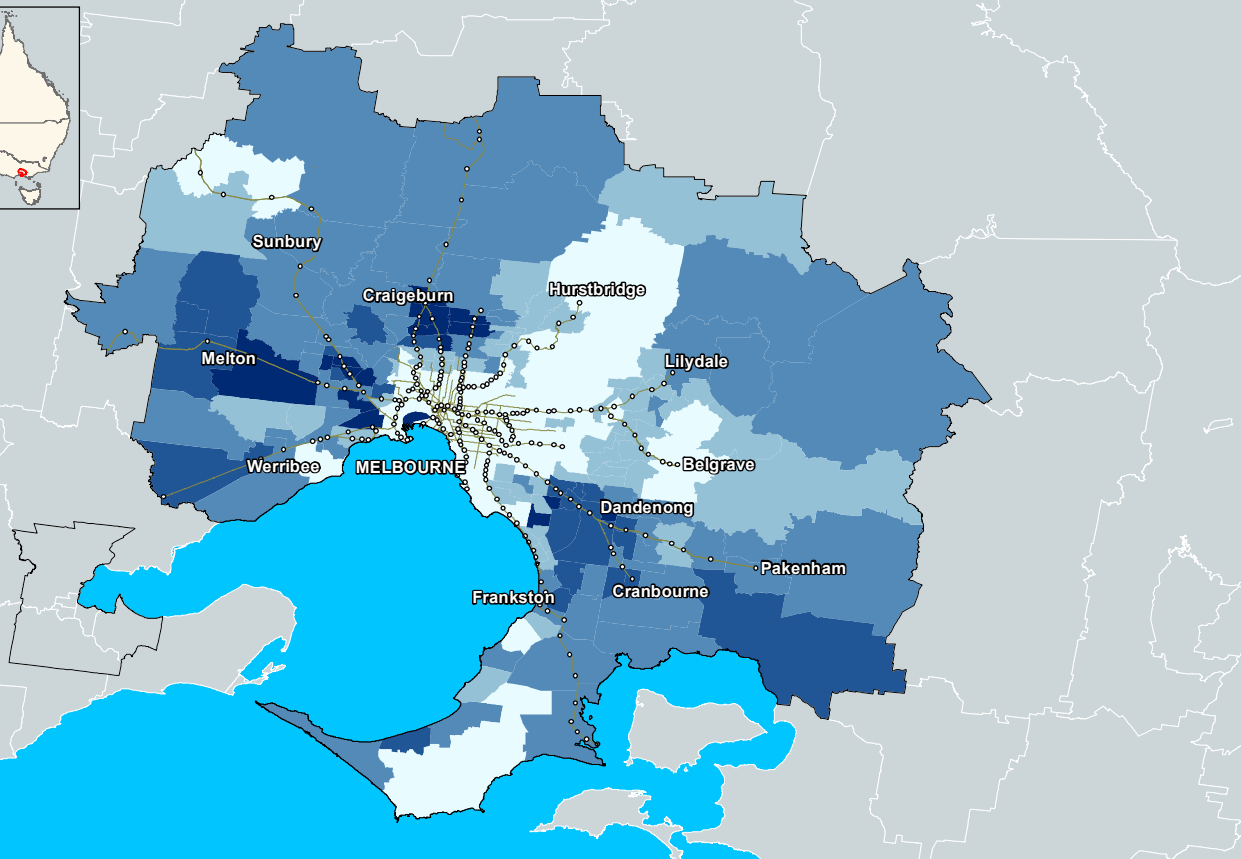 Sunbury
Hurstbridge
Craigeburn
Melton
Lilydale
Belgrave
Werribee
MELBOURNE
Dandenong
Pakenham
Cranbourne
Frankston